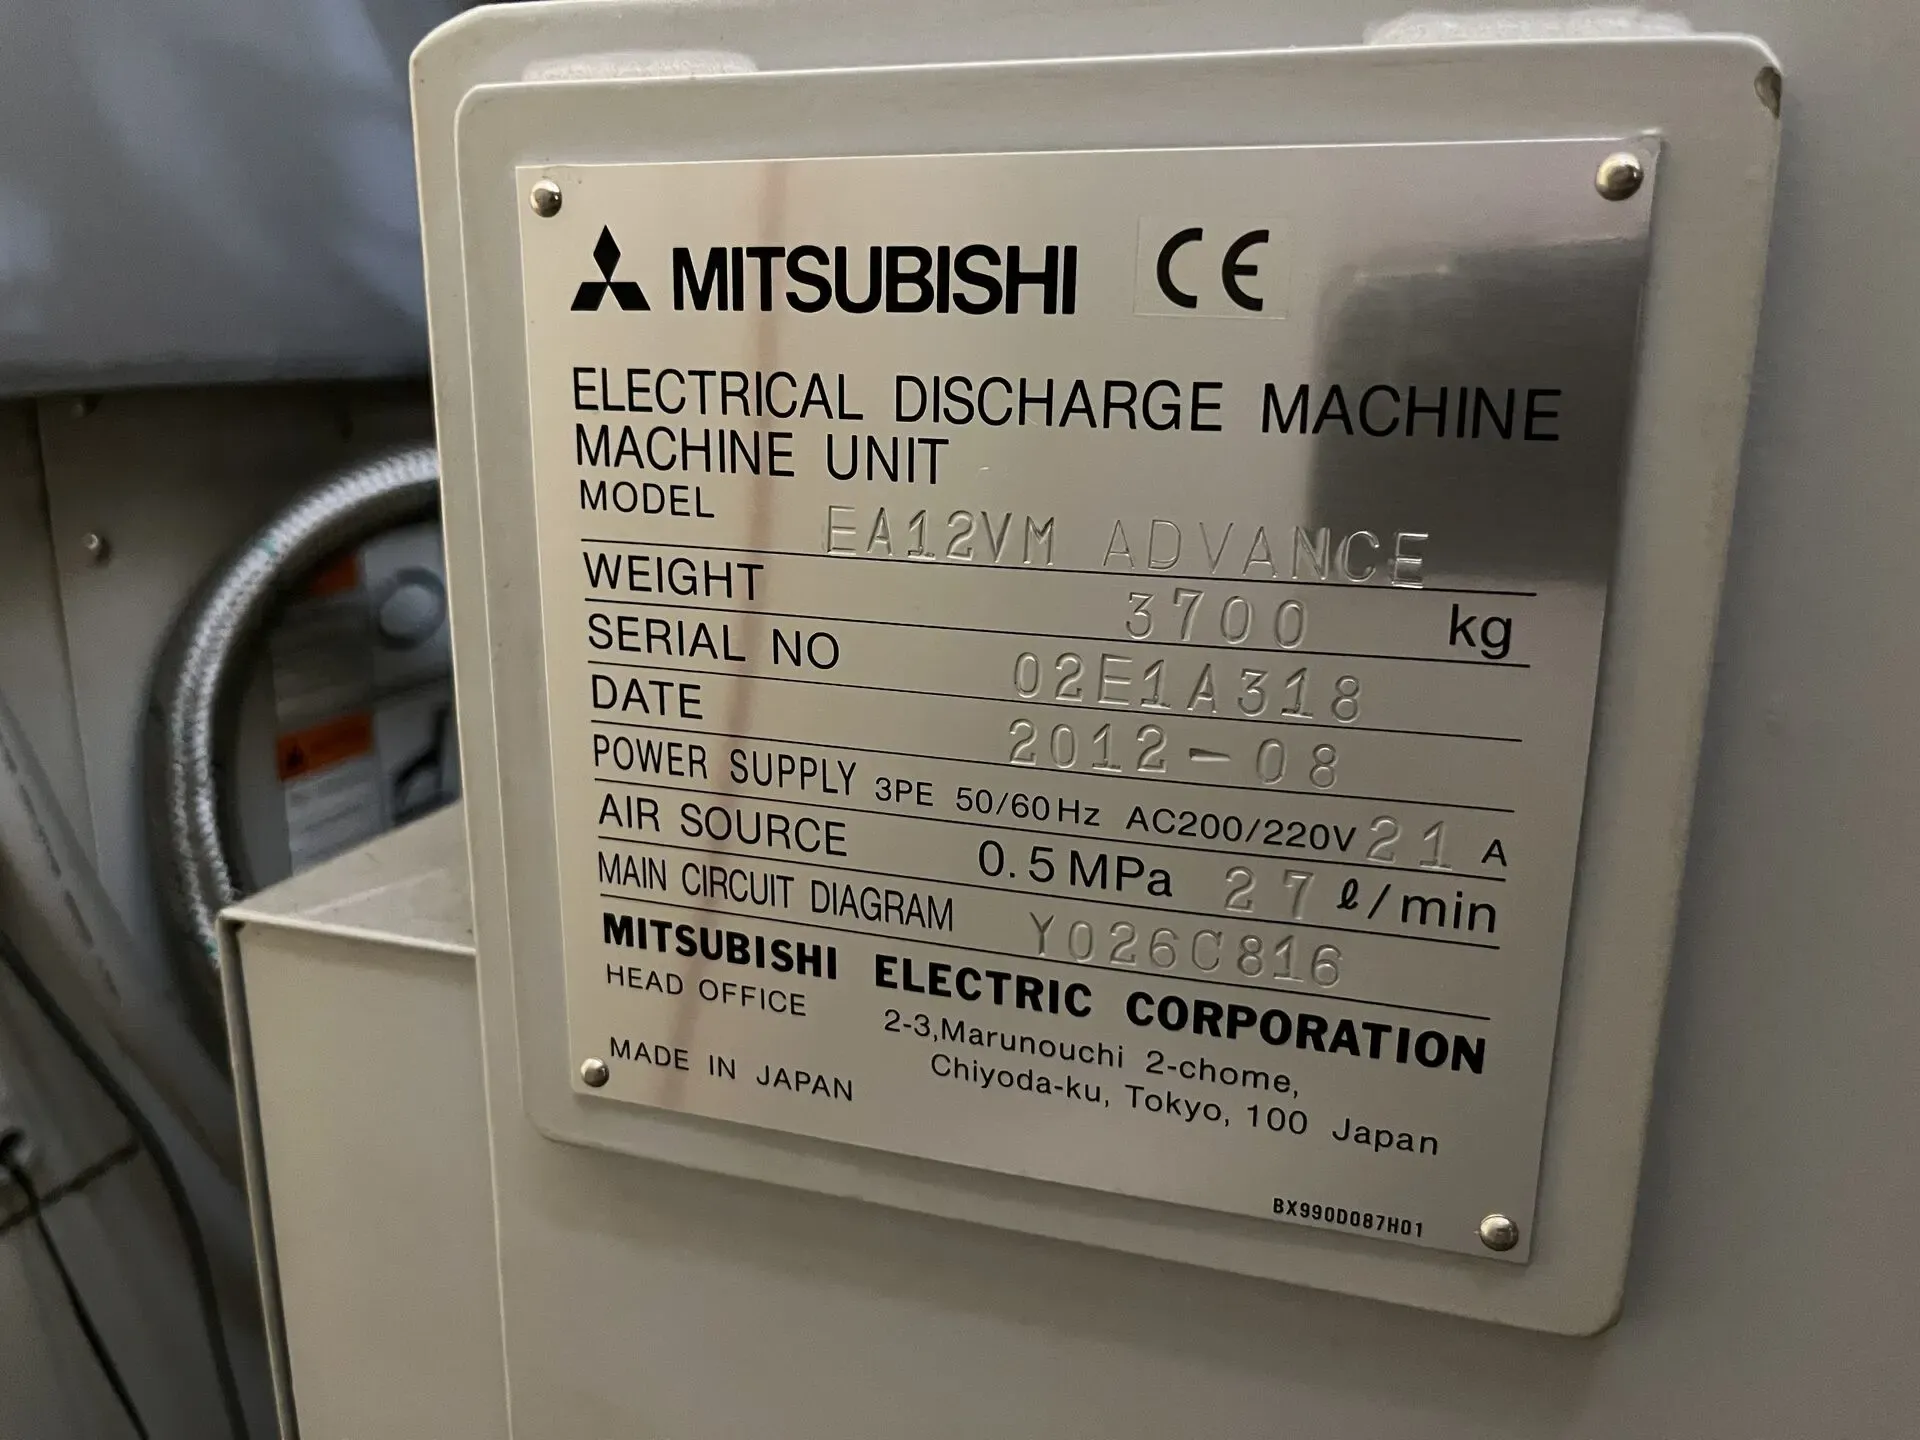 MITSUBISHI CE
ELECTRICAL DISCHARGE MACHINE
MACHINE UNIT
MODEL EA12VM ADVANCE
WEIGHT 3700 kg
SERIAL NO 02E1A318
DATE 2012-08
POWER SUPPLY 3PE 50/60Hz AC200/220V 21 A
AIR SOURCE 0.5MPa 27 ℓ/min
MAIN CIRCUIT DIAGRAM Y026C816
MITSUBISHI ELECTRIC CORPORATION
HEAD OFFICE 2-3,Marunouchi 2-chome,
Chiyoda-ku, Tokyo, 100 Japan
MADE IN JAPAN
BX990D087H01